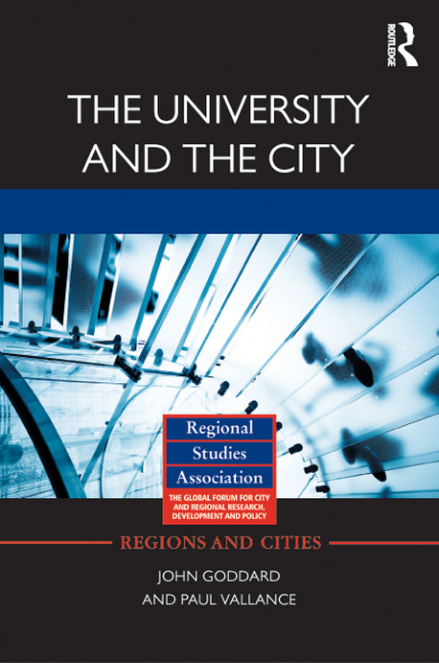 ROUTLEDGE
THE UNIVERSITY
AND THE CITY
Regional
Studies
Association
THE GLOBAL FORUM FOR CITY
AND REGIONAL RESEARCH,
DEVELOPMENT AND POLICY
REGIONS AND CITIES
JOHN GODDARD
AND PAUL VALLANCE